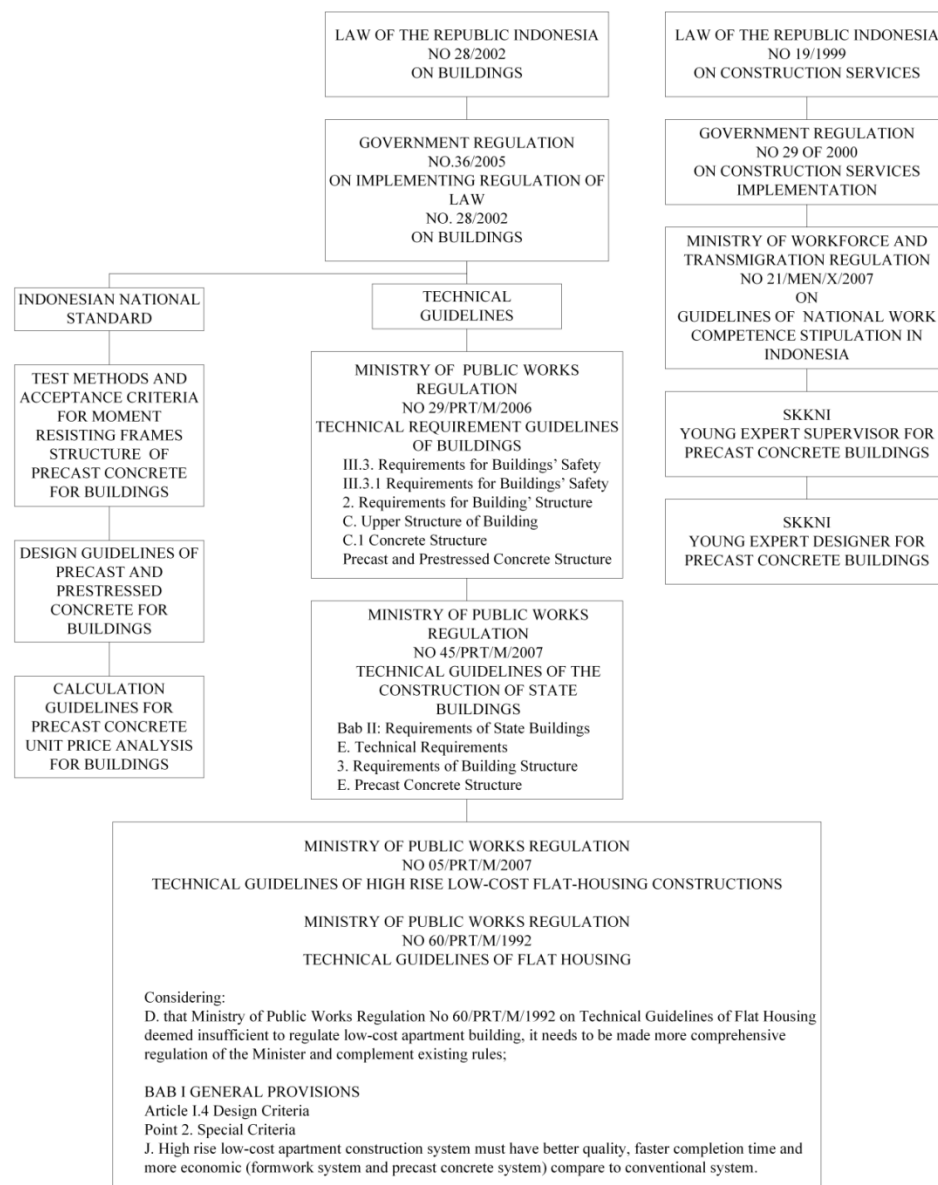 LAW OF THE REPUBLIC INDONESIA
NO 28/2002
ON BUILDINGS
GOVERNMENT REGULATION
NO.36/2005
ON IMPLEMENTING REGULATION OF
LAW
NO. 28/2002
ON BUILDINGS
INDONESIAN NATIONAL
STANDARD
TEST METHODS AND
ACCEPTANCE CRITERIA
FOR MOMENT
RESISTING FRAMES
STRUCTURE OF
PRECAST CONCRETE
FOR BUILDINGS
DESIGN GUIDELINES OF
PRECAST AND
PRESTRESSED
CONCRETE FOR
BUILDINGS
CALCULATION
GUIDELINES FOR
PRECAST CONCRETE
UNIT PRICE ANALYSIS
FOR BUILDINGS
TECHNICAL
GUIDELINES
MINISTRY OF PUBLIC WORKS
REGULATION
NO 29/PRT/M/2006
TECHNICAL REQUIREMENT GUIDELINES
OF BUILDINGS
III.3. Requirements for Buildings' Safety
III.3.1 Requirements for Buildings' Safety
2. Requirements for Building' Structure
C. Upper Structure of Building
C.1 Concrete Structure
Precast and Prestressed Concrete Structure
MINISTRY OF PUBLIC WORKS
REGULATION
NO 45/PRT/M/2007
TECHNICAL GUIDELINES OF THE
CONSTRUCTION OF STATE
BUILDINGS
Bab II: Requirements of State Buildings
E. Technical Requirements
3. Requirements of Building Structure
E. Precast Concrete Structure
MINISTRY OF PUBLIC WORKS REGULATION
NO 05/PRT/M/2007
TECHNICAL GUIDELINES OF HIGH RISE LOW-COST FLAT-HOUSING CONSTRUCTIONS
MINISTRY OF PUBLIC WORKS REGULATION
NO 60/PRT/M/1992
TECHNICAL GUIDELINES OF FLAT HOUSING
Considering:
D. that Ministry of Public Works Regulation No 60/PRT/M/1992 on Technical Guidelines of Flat Housing
deemed insufficient to regulate low-cost apartment building, it needs to be made more comprehensive
regulation of the Minister and complement existing rules;
BAB I GENERAL PROVISIONS
Article I.4 Design Criteria
Point 2. Special Criteria
J. High rise low-cost apartment construction system must have better quality, faster completion time and
more economic (formwork system and precast concrete system) compare to conventional system.
LAW OF THE REPUBLIC INDONESIA
NO 19/1999
ON CONSTRUCTION SERVICES
GOVERNMENT REGULATION
NO 29 OF 2000
ON CONSTRUCTION SERVICES
IMPLEMENTATION
MINISTRY OF WORKFORCE AND
TRANSMIGRATION REGULATION
NO 21/MEN/X/2007
ON
GUIDELINES OF NATIONAL WORK
COMPETENCE STIPULATION IN
INDONESIA
SKKNI
YOUNG EXPERT SUPERVISOR FOR
PRECAST CONCRETE BUILDINGS
SKKNI
YOUNG EXPERT DESIGNER FOR
PRECAST CONCRETE BUILDINGS